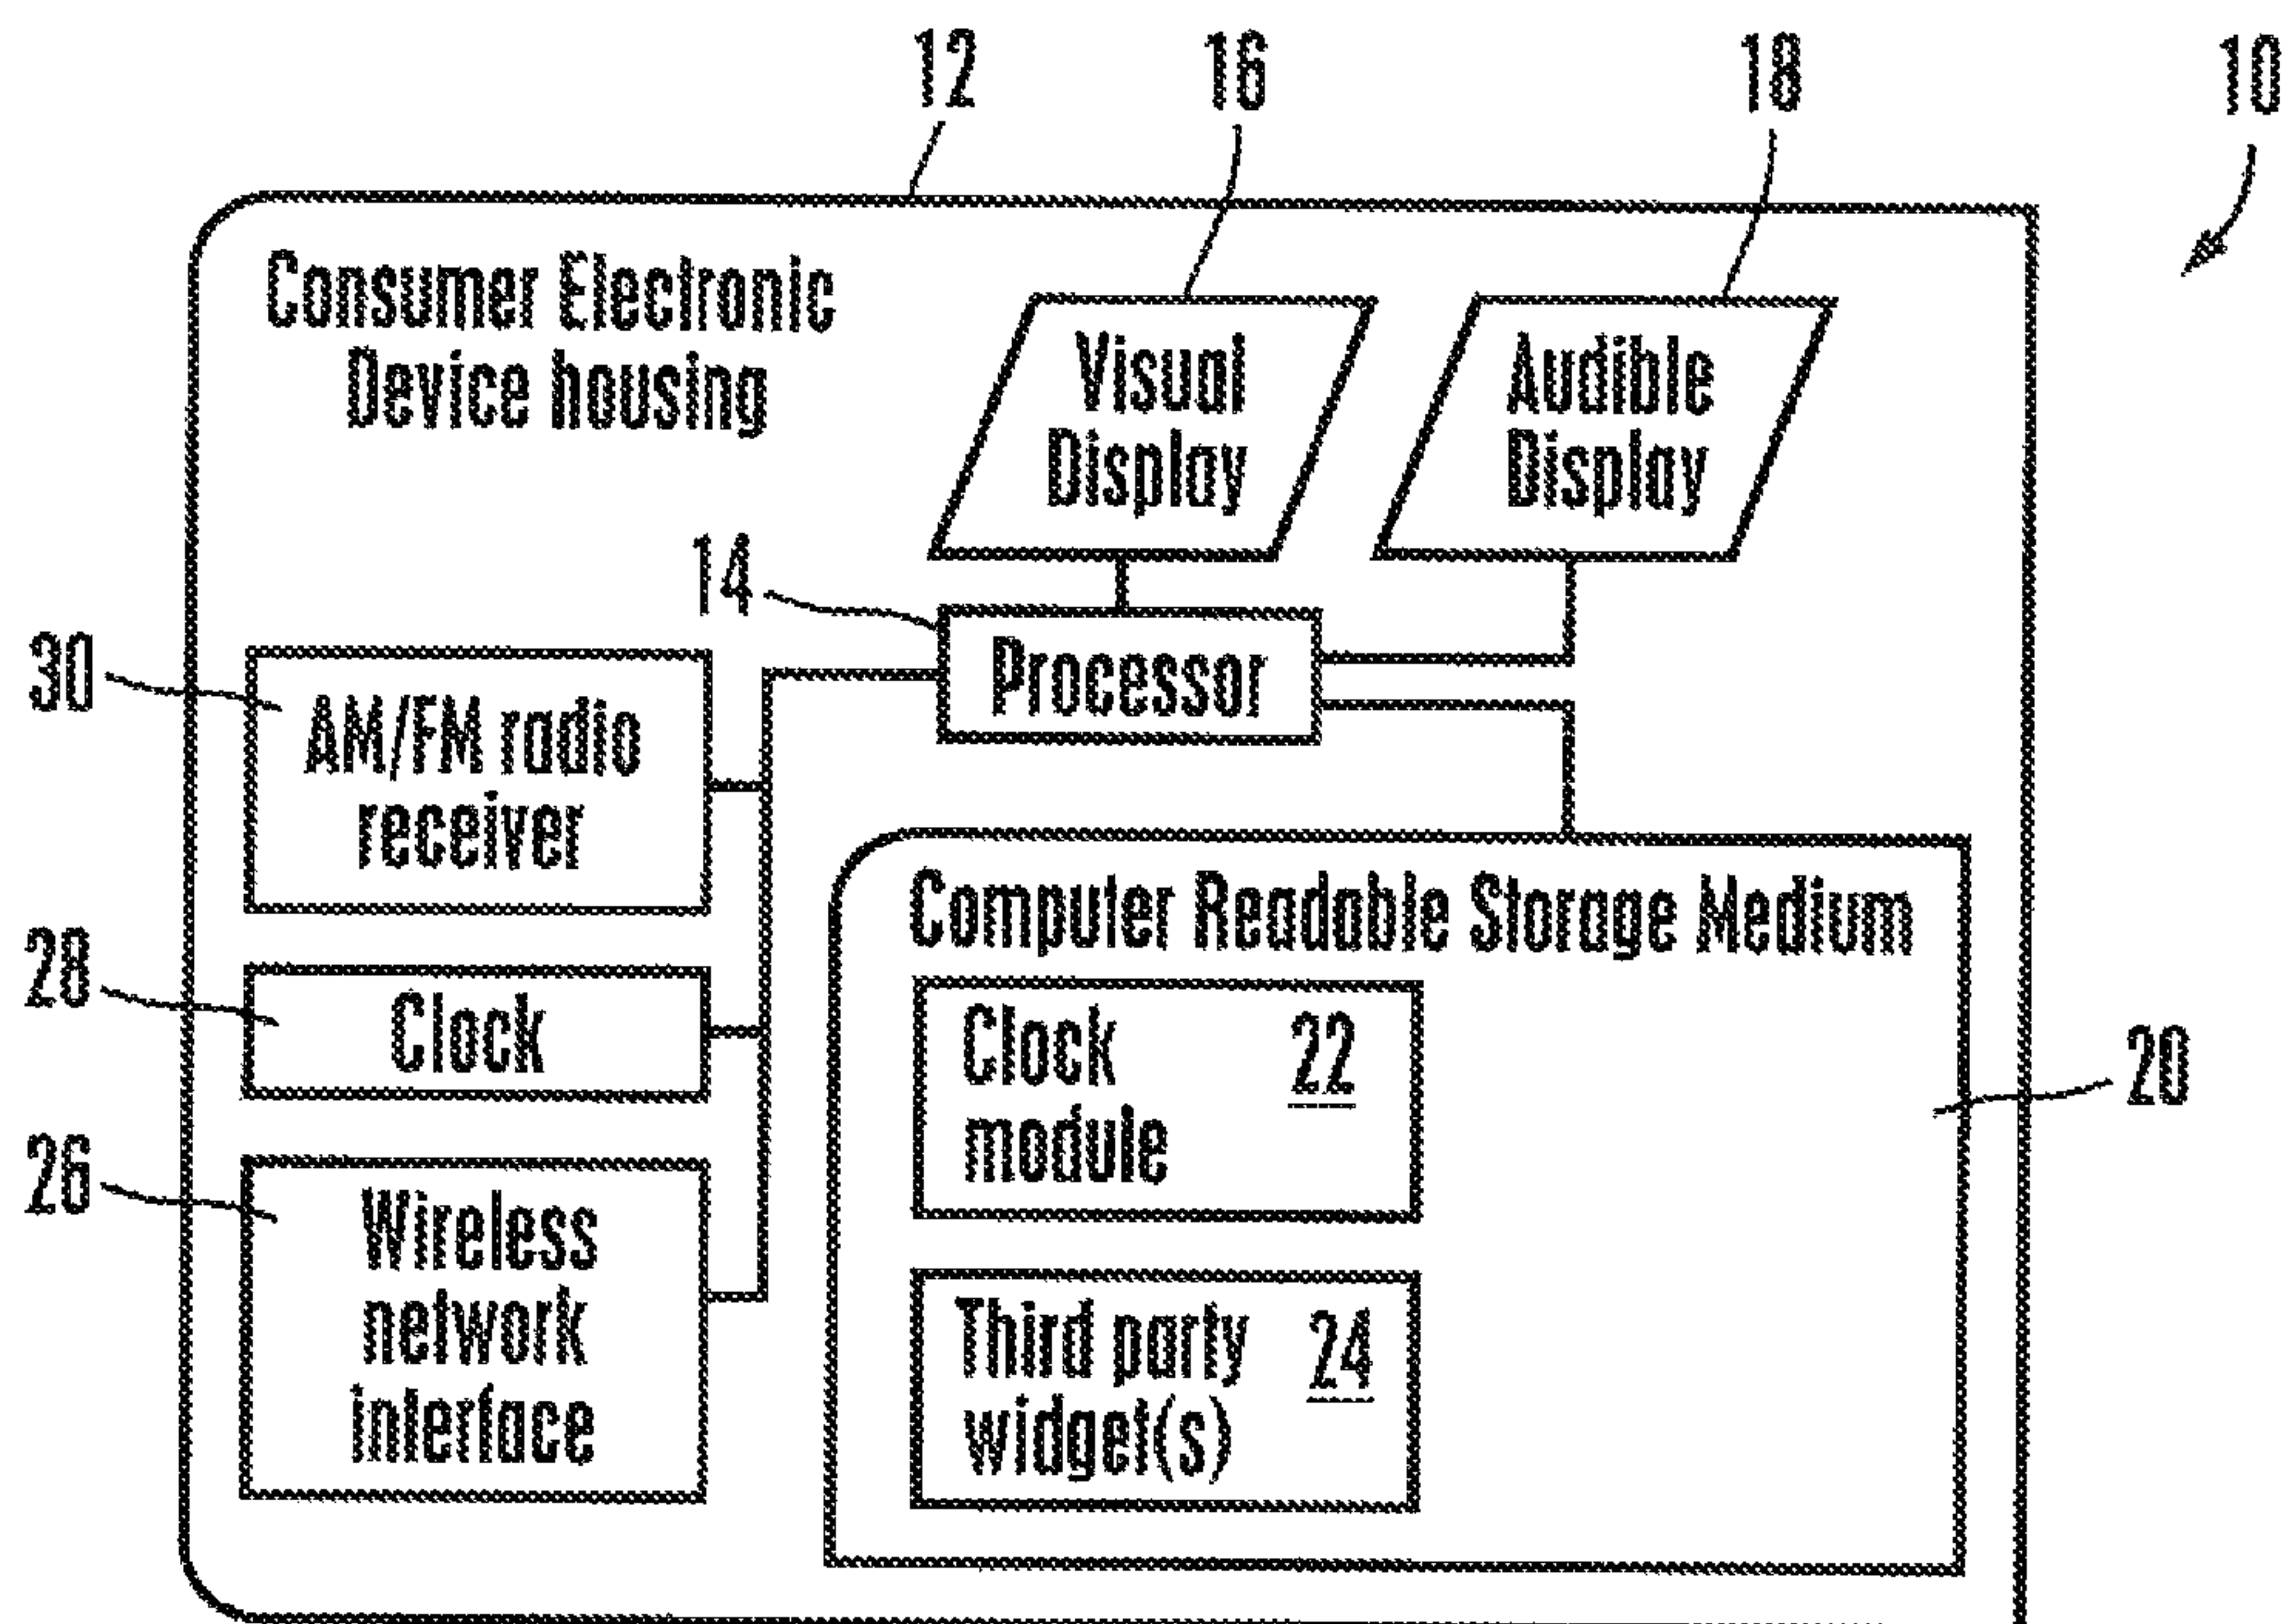 12
16
18
10
Consumer Electronic
Device housing
Visual
Display
Audible
Display
14
Processor
30
AM/FM radio
receiver
Computer Readable Storage Medium
28
Clock
Clock
module
22
20
26
Wireless
network
interface
Third party
widget(s)
24